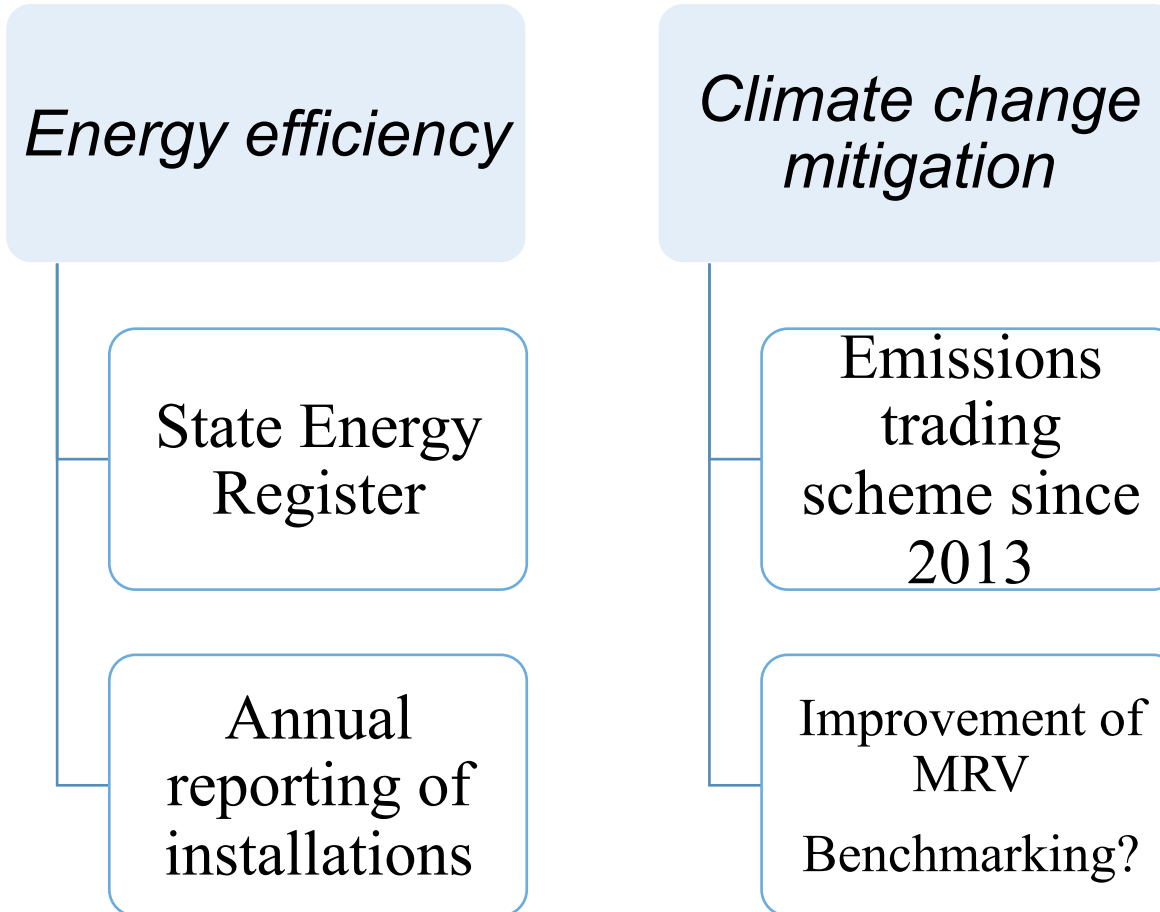 Energy efficiency
State Energy
Register
Annual
reporting of
installations
Climate change
mitigation
Emissions
trading
scheme since
2013
Improvement of
MRV
Benchmarking?